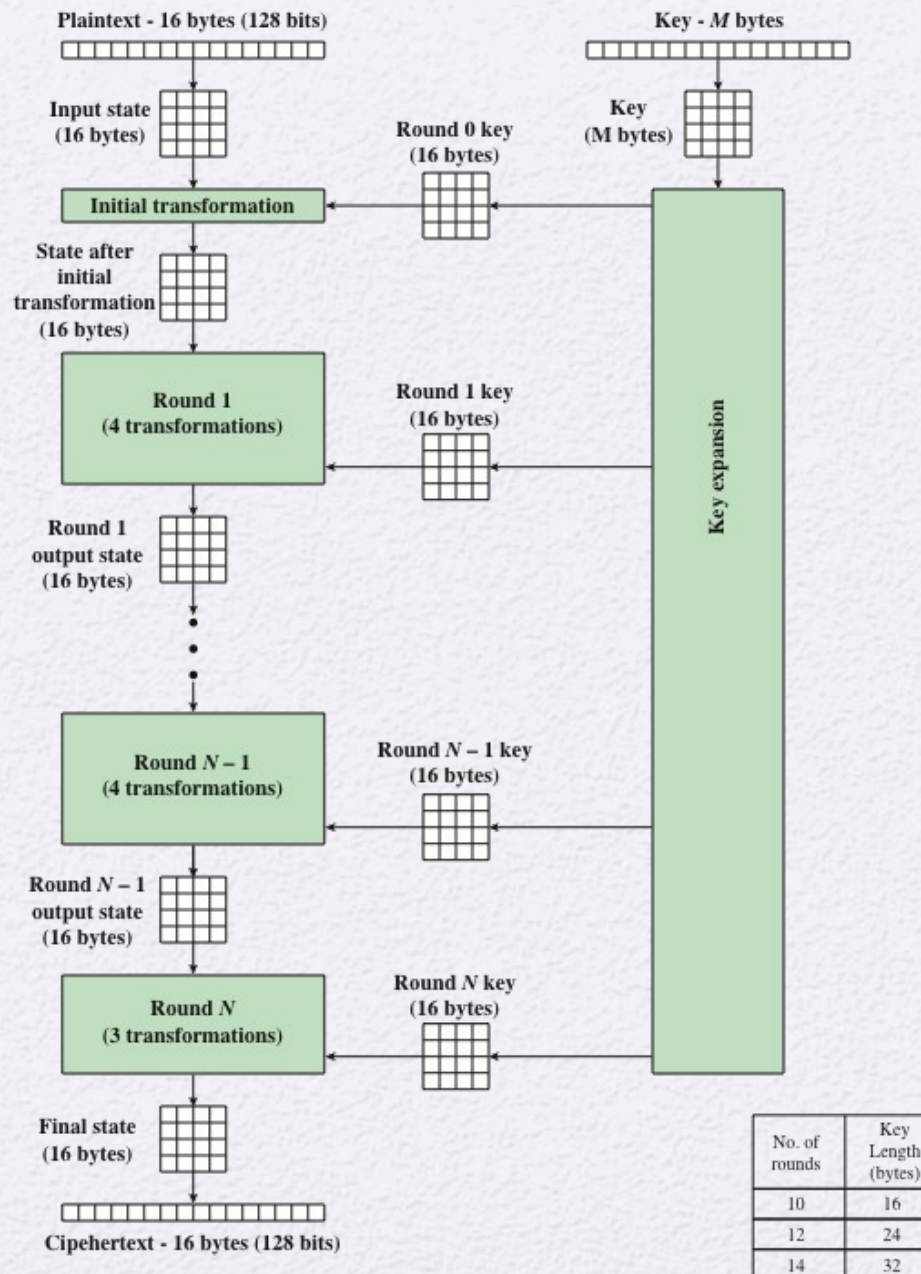 Plaintext - 16 bytes (128 bits)
Key - M bytes
Input state
(16 bytes)
Key
(M bytes)
Round 0 key
(16 bytes)
Initial transformation
State after
initial
transformation
(16 bytes)
Round 1
(4 transformations)
Round 1 key
(16 bytes)
Key expansion
Round 1
output state
(16 bytes)
Round N – 1
(4 transformations)
Round N – 1 key
(16 bytes)
Round N – 1
output state
(16 bytes)
Round N
(3 transformations)
Round N key
(16 bytes)
Final state
(16 bytes)
Cipehertext - 16 bytes (128 bits)
No. of
rounds
Key
Length
(bytes)
10 16
12 24
14 32